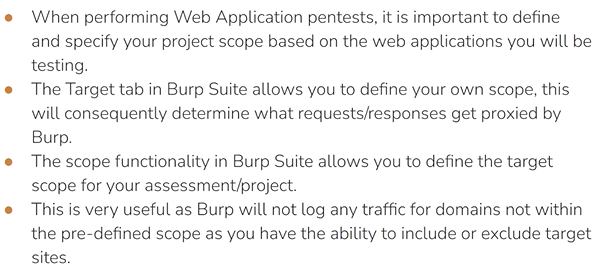 ● When performing Web Application pentests, it is important to define
and specify your project scope based on the web applications you will be
testing.
● The Target tab in Burp Suite allows you to define your own scope, this
will consequently determine what requests/responses get proxied by
Burp.
● The scope functionality in Burp Suite allows you to define the target
scope for your assessment/project.
● This is very useful as Burp will not log any traffic for domains not within
the pre-defined scope as you have the ability to include or exclude target
sites.